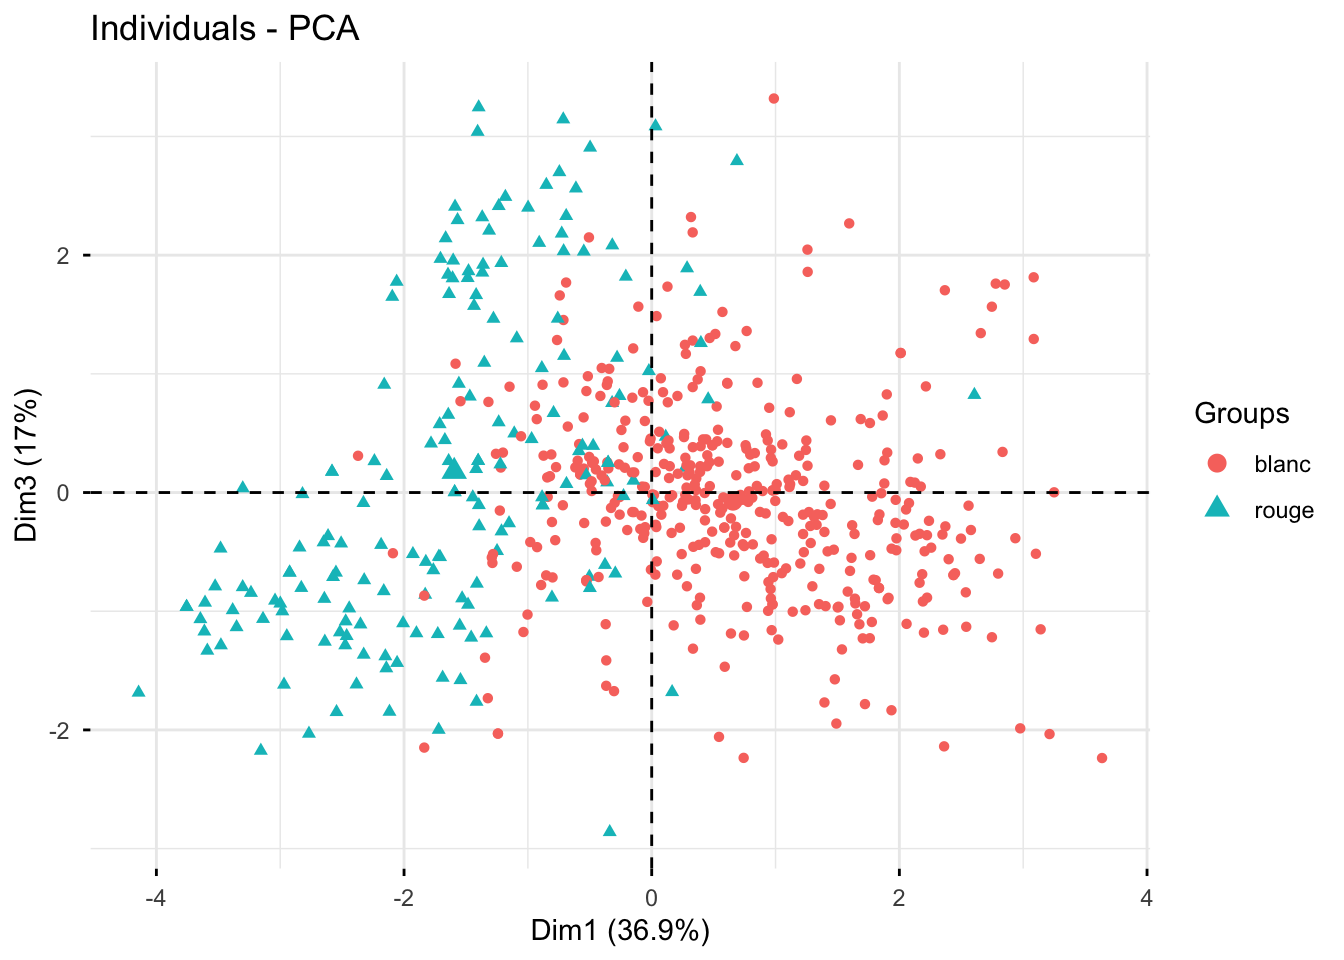 Individuals - PCA
Dim3 (17%)
2
0
-2
-4
-2
0
2
4
Dim1 (36.9%)
Groups
blanc
rouge